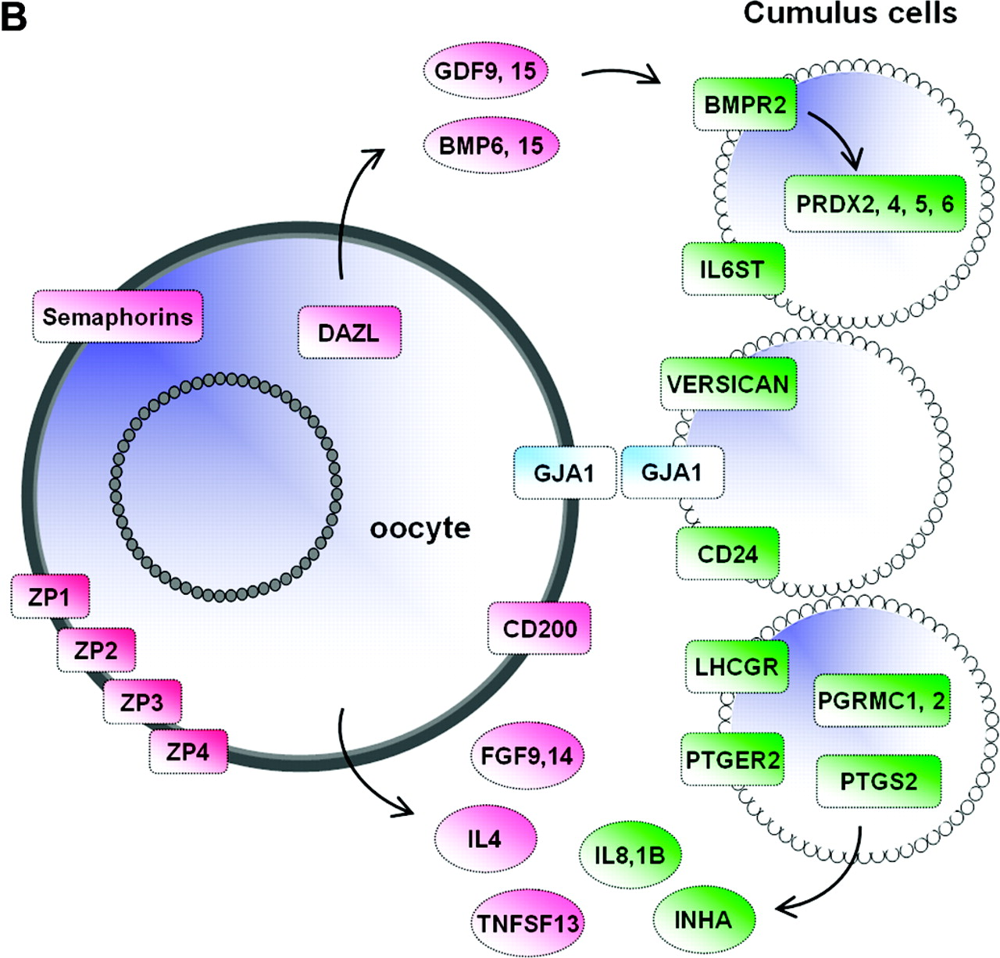 B
Cumulus cells
GDF9, 15
BMPR2
BMP6, 15
PRDX2, 4, 5, 6
IL6ST
Semaphorins
DAZL
VERSICAN
GJA1
GJA1
oocyte
CD24
ZP1
CD200
ZP2
LHCGR
ZP3
PGRMC1, 2
ZP4
FGF9,14
PTGER2
PTGS2
IL4
IL8,1B
TNFSF13
INHA